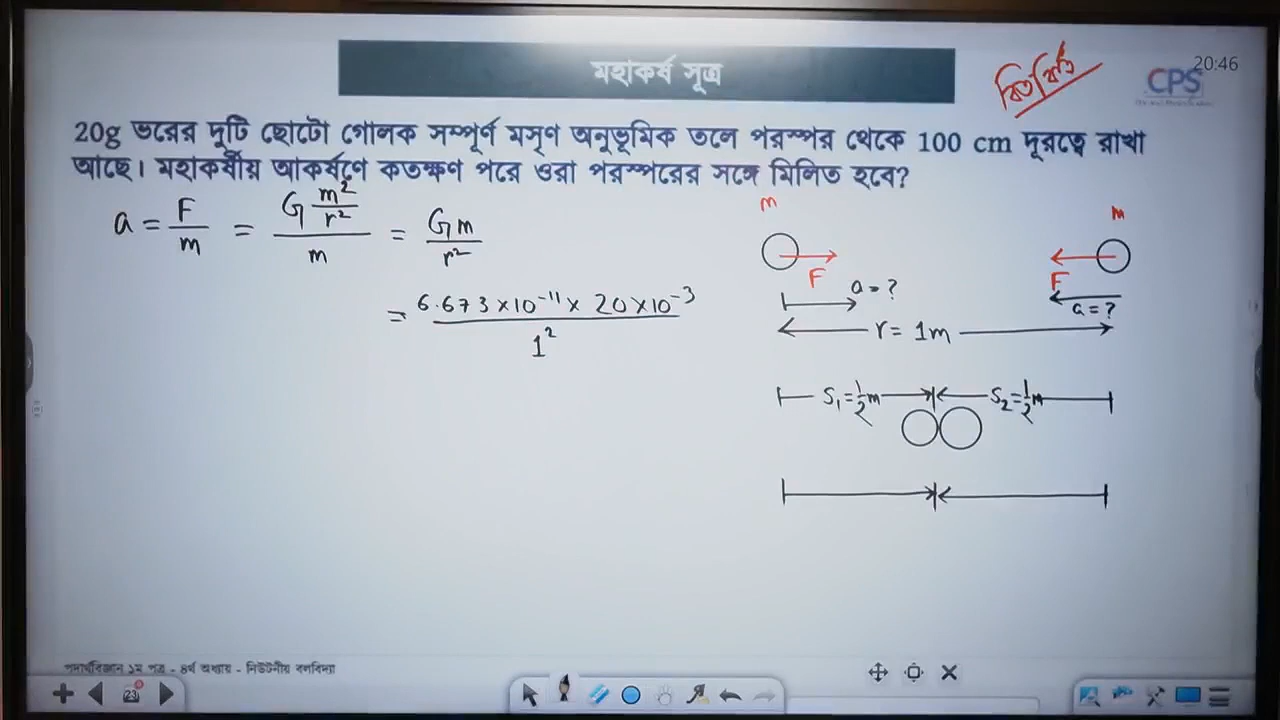 মহাকর্ষ সূত্র
বিতর্কিত
20:46
CPS
20g ভরের দুটি ছোটো গোলক সম্পূর্ণ মসৃণ অনুভূমিক তলে পরস্পর থেকে 100 cm দূরত্বে রাখা
আছে। মহাকর্ষীয় আকর্ষণে কতক্ষণ পরে ওরা পরস্পরের সঙ্গে মিলিত হবে?
a = F/m = (G m²/r²)/m = Gm/r²
= 6.673 × 10⁻¹¹ × 20 × 10⁻³ / 1²
m m
F F
a = ? a = ?
r = 1m
S₁ = 1/2 m S₂ = 1/2 m
পদার্থবিজ্ঞান ১ম পত্র - ৪র্থ অধ্যায় - নিউটনীয় বলবিদ্যা
23